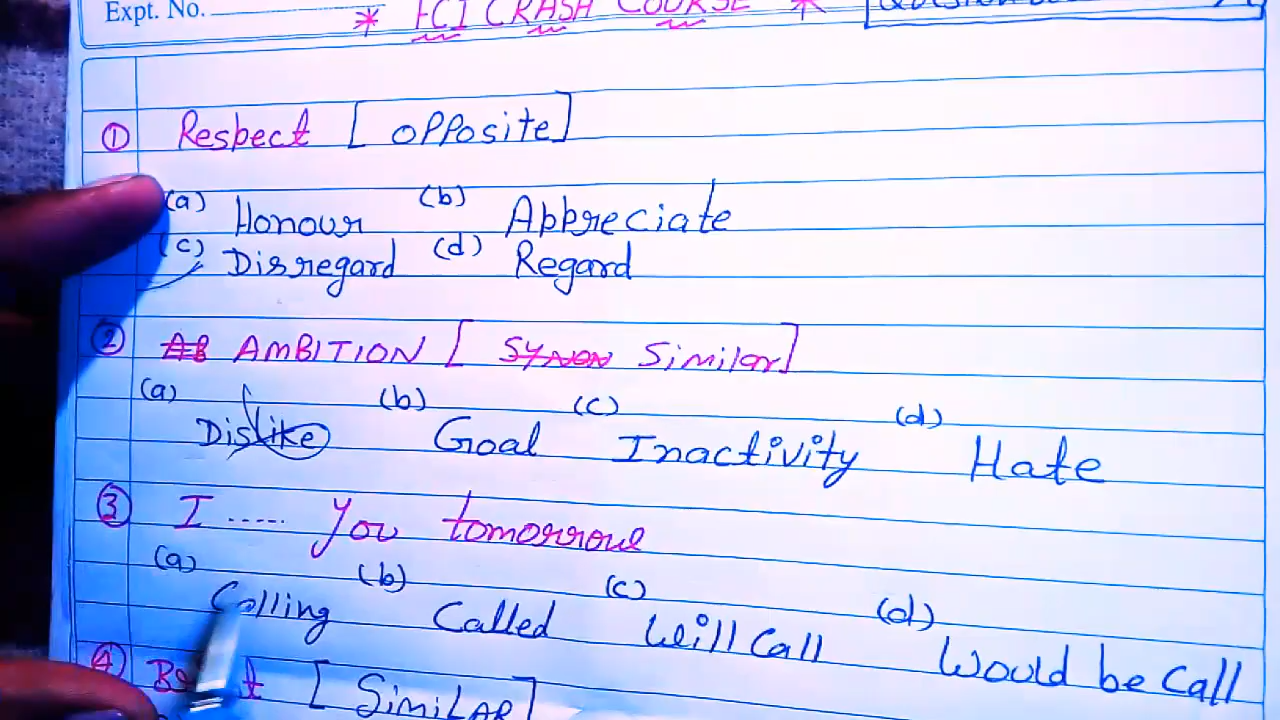 Expt. No.
* FCI CRASH COURSE *
① Respect [ Opposite]
(a) Honour (b) Appreciate
(c) Disregard (d) Regard
② AB AMBITION [ SYNON Similar]
(a) Dislike (b) Goal (c) Inactivity (d) Hate
③ I ..... You tomorrow
(a) Calling (b) Called (c) Will Call (d) Would be Call
④ [ SimiLAR]